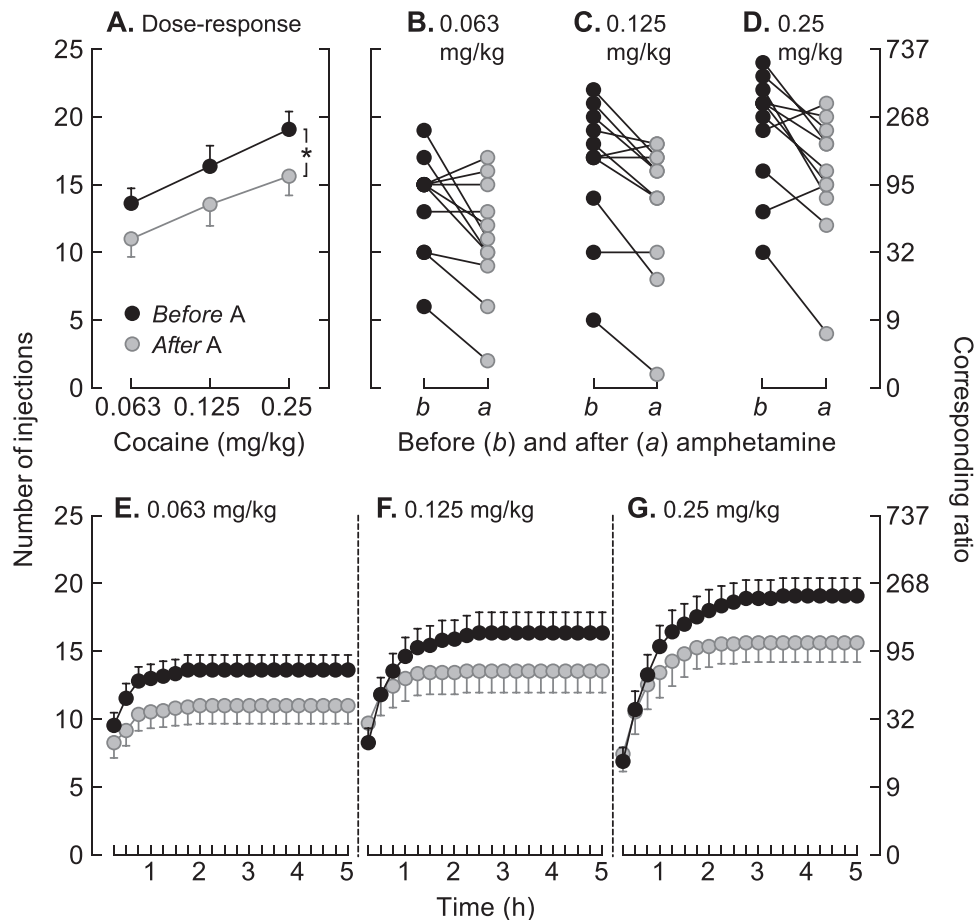 A. Dose-response
B. 0.063 mg/kg
C. 0.125 mg/kg
D. 0.25 mg/kg
25
20
15
10
5
0
*
Before A
After A
0.063 0.125 0.25
Cocaine (mg/kg)
b a
b a
b a
Before (b) and after (a) amphetamine
737
268
95
32
9
0
Number of injections
Corresponding ratio
E. 0.063 mg/kg
F. 0.125 mg/kg
G. 0.25 mg/kg
25
20
15
10
5
0
737
268
95
32
9
0
1 2 3 4 5
1 2 3 4 5
1 2 3 4 5
Time (h)